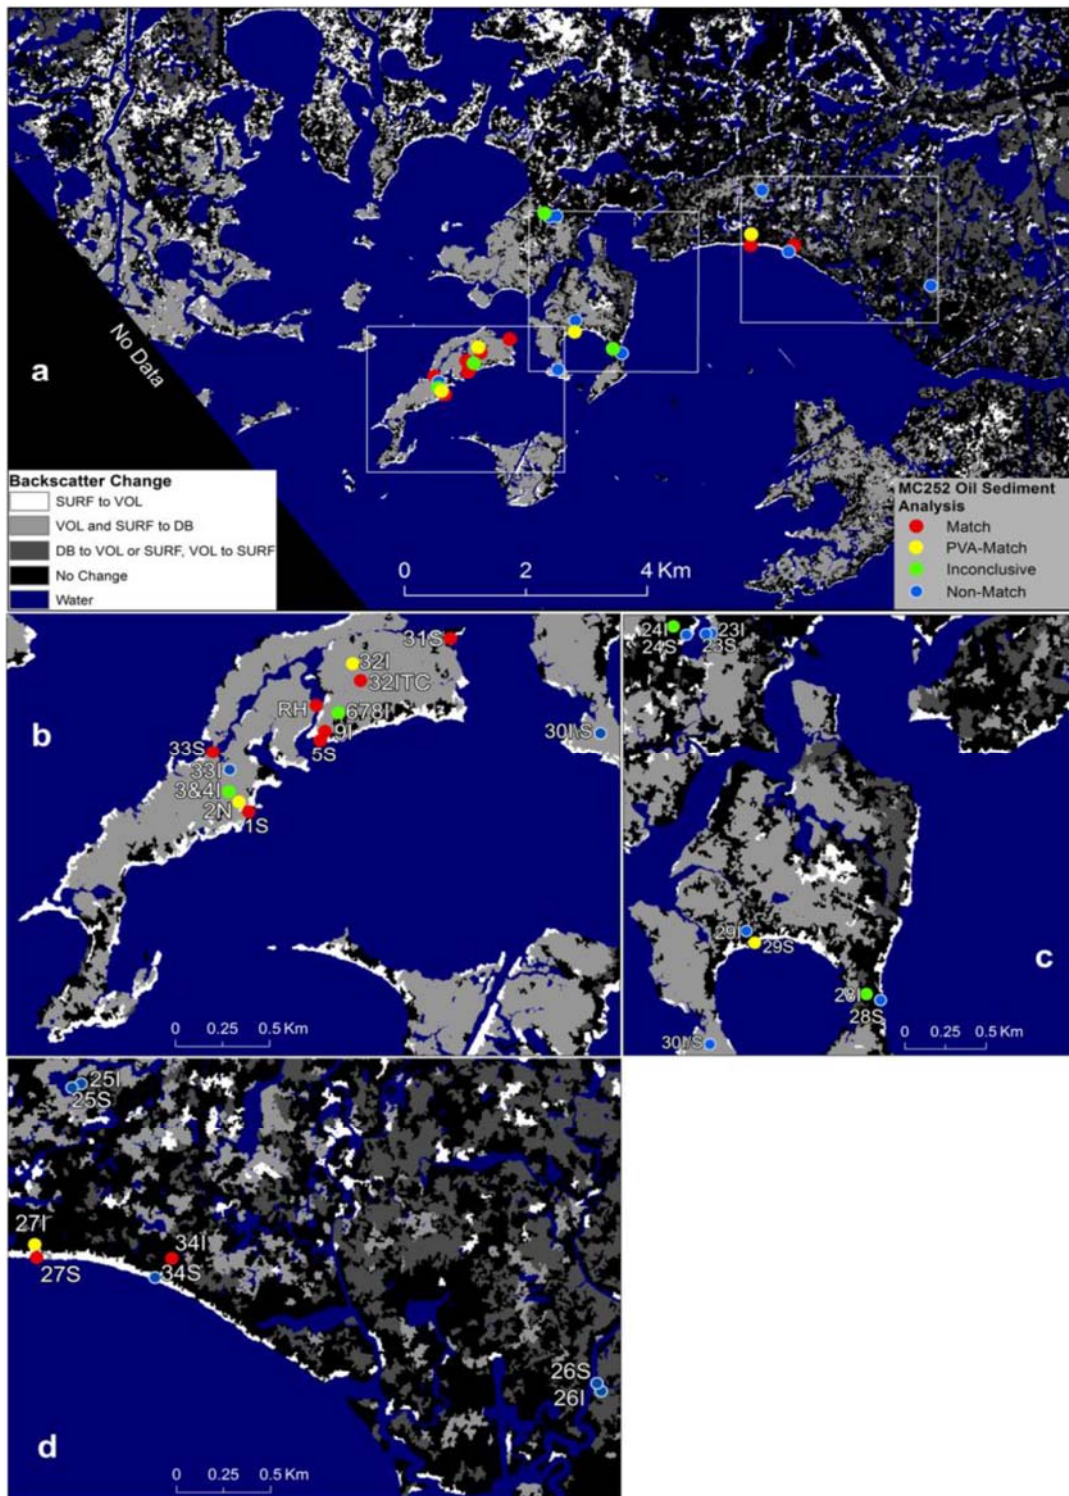 No Data
a
Backscatter Change
SURF to VOL
VOL and SURF to DB
DB to VOL or SURF, VOL to SURF
No Change
Water
0 2 4 Km
MC252 Oil Sediment
Analysis
Match
PVA-Match
Inconclusive
Non-Match
31S
32I
32ITC
RH
678I
9I
5S
33S
33I
3&4I
2N
1S
30I\S
b
0 0.25 0.5 Km
24I
24S
23I
23S
29I
29S
28I
28S
30I/S
c
0 0.25 0.5 Km
25I
25S
27I
27S
34I
34S
26S
26I
d
0 0.25 0.5 Km